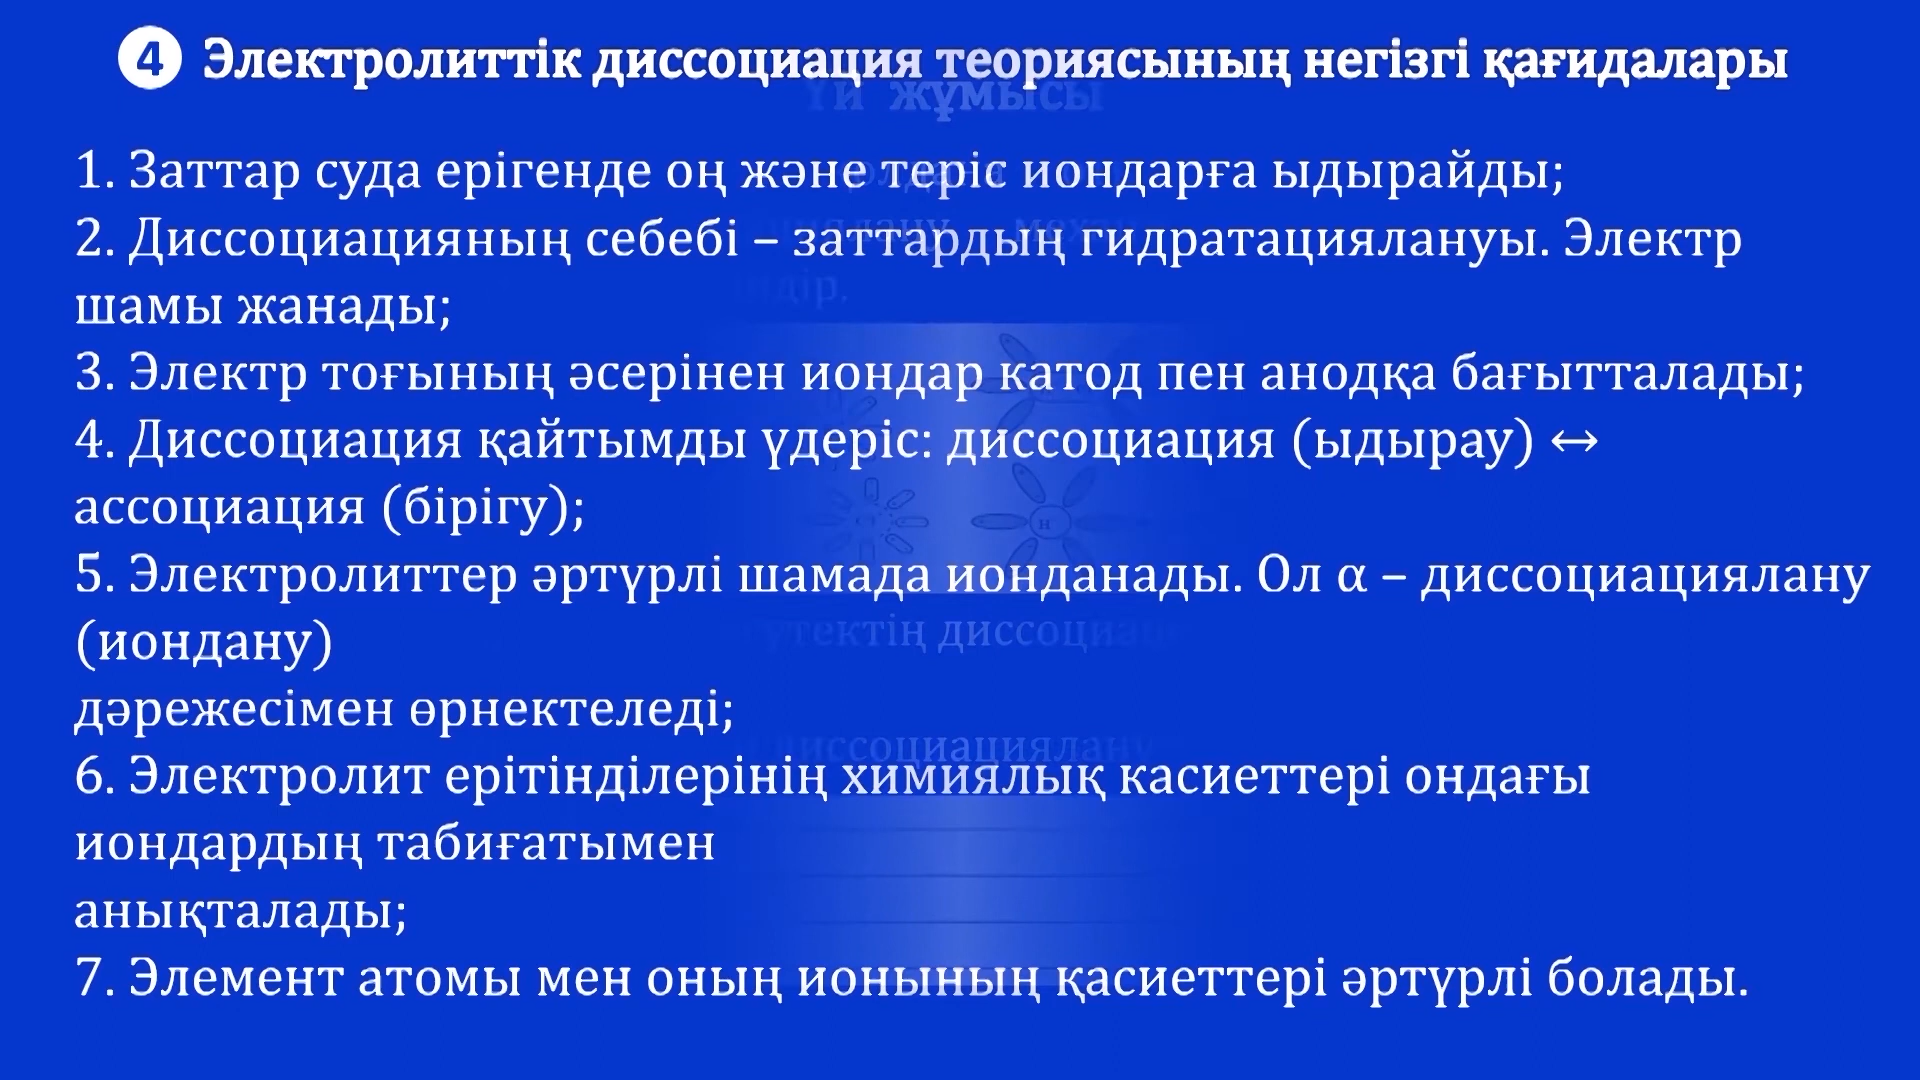 4 Электролиттік диссоциация теориясының негізгі қағидалары
жұмысы
1. Заттар суда ерігенде оң және теріс иондарға ыдырайды;
2. Диссоциацияның себебі – заттардың гидратациялануы. Электр
шамы жанады;
3. Электр тоғының әсерінен иондар катод пен анодқа бағытталады;
4. Диссоциация қайтымды үдеріс: диссоциация (ыдырау) ↔
ассоциация (бірігу);
н
5. Электролиттер әртүрлі шамада ионданады. Ол α – диссоциациялану
(иондану)
дәрежесімен өрнектеледі;
6. Электролит ерітінділерінің химиялық касиеттері ондағы
иондардың табиғатымен
анықталады;
7. Элемент атомы мен оның ионының қасиеттері әртүрлі болады.